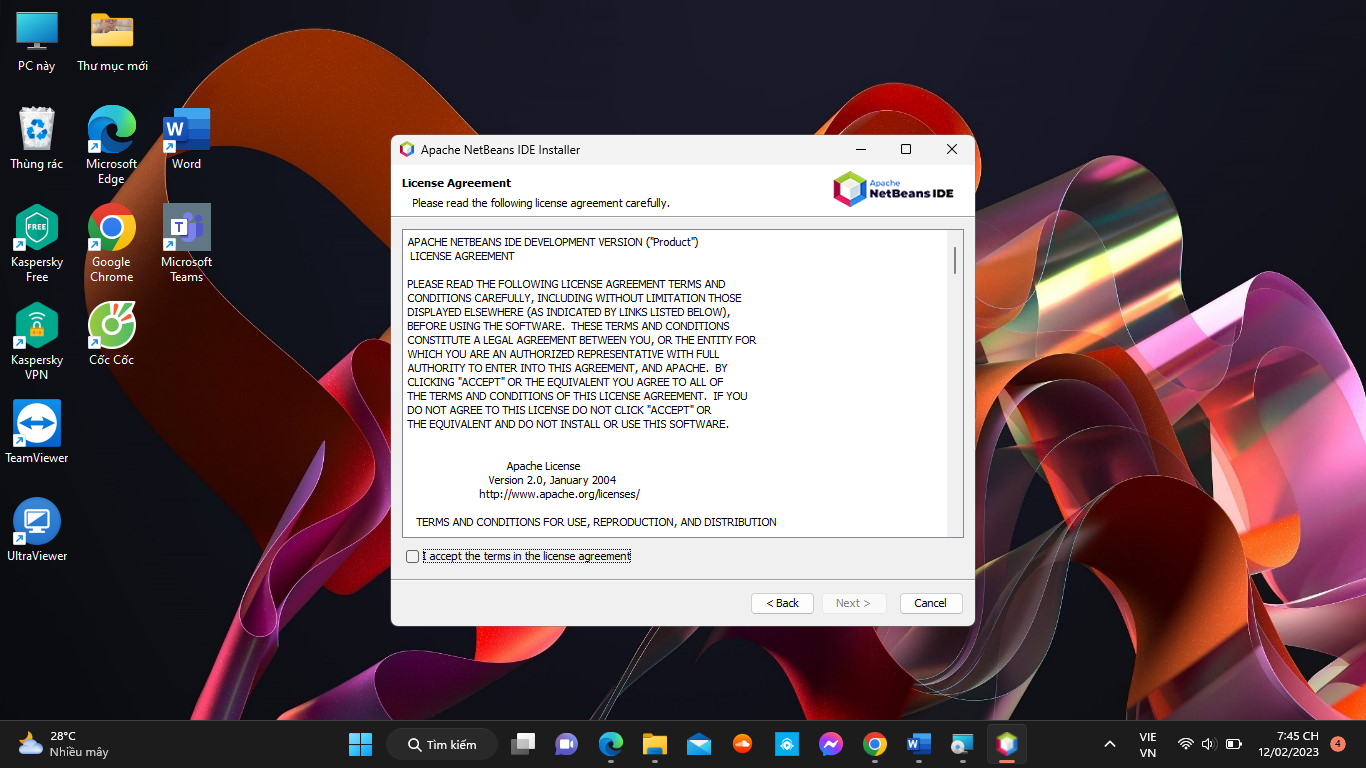 PC này
Thư mục mới
Thùng rác
Microsoft
Edge
Word
Kaspersky
Free
Google
Chrome
Microsoft
Teams
Kaspersky
VPN
Cốc Cốc
TeamViewer
UltraViewer
FREE
W
T
Apache NetBeans IDE Installer
License Agreement
Please read the following license agreement carefully.
Apache
NetBeans IDE
APACHE NETBEANS IDE DEVELOPMENT VERSION ("Product")
LICENSE AGREEMENT
PLEASE READ THE FOLLOWING LICENSE AGREEMENT TERMS AND
CONDITIONS CAREFULLY, INCLUDING WITHOUT LIMITATION THOSE
DISPLAYED ELSEWHERE (AS INDICATED BY LINKS LISTED BELOW),
BEFORE USING THE SOFTWARE.  THESE TERMS AND CONDITIONS
CONSTITUTE A LEGAL AGREEMENT BETWEEN YOU, OR THE ENTITY FOR
WHICH YOU ARE AN AUTHORIZED REPRESENTATIVE WITH FULL
AUTHORITY TO ENTER INTO THIS AGREEMENT, AND APACHE.  BY
CLICKING "ACCEPT" OR THE EQUIVALENT YOU AGREE TO ALL OF
THE TERMS AND CONDITIONS OF THIS LICENSE AGREEMENT.  IF YOU
DO NOT AGREE TO THIS LICENSE DO NOT CLICK "ACCEPT" OR
THE EQUIVALENT AND DO NOT INSTALL OR USE THIS SOFTWARE.
Apache License
Version 2.0, January 2004
http://www.apache.org/licenses/
TERMS AND CONDITIONS FOR USE, REPRODUCTION, AND DISTRIBUTION
I accept the terms in the license agreement
< Back
Next >
Cancel
28°C
Nhiều mây
Tìm kiếm
W
VIE
VN
7:45 CH
12/02/2023
4